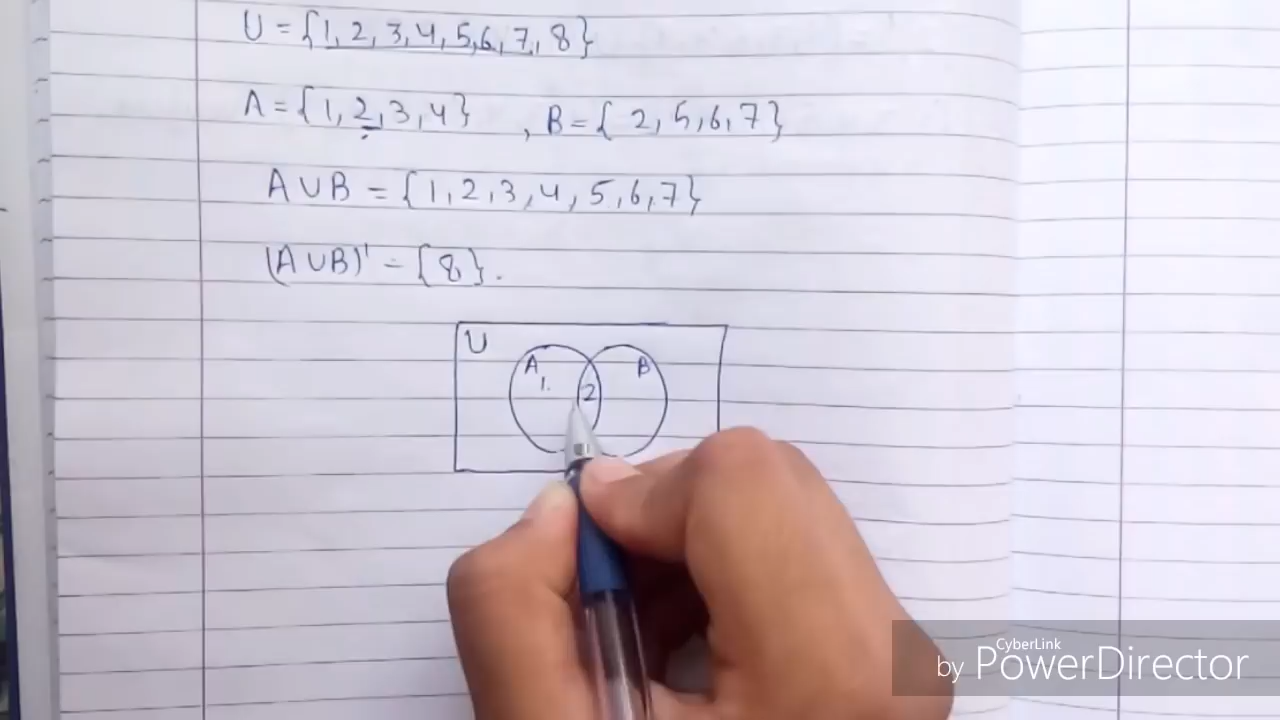 U = {1, 2, 3, 4, 5, 6, 7, 8}
A = {1, 2, 3, 4} , B = { 2, 5, 6, 7}
A ∪ B = {1, 2, 3, 4, 5, 6, 7}
(A ∪ B)' = {8}.
U
A B
1. 2
CyberLink
by PowerDirector